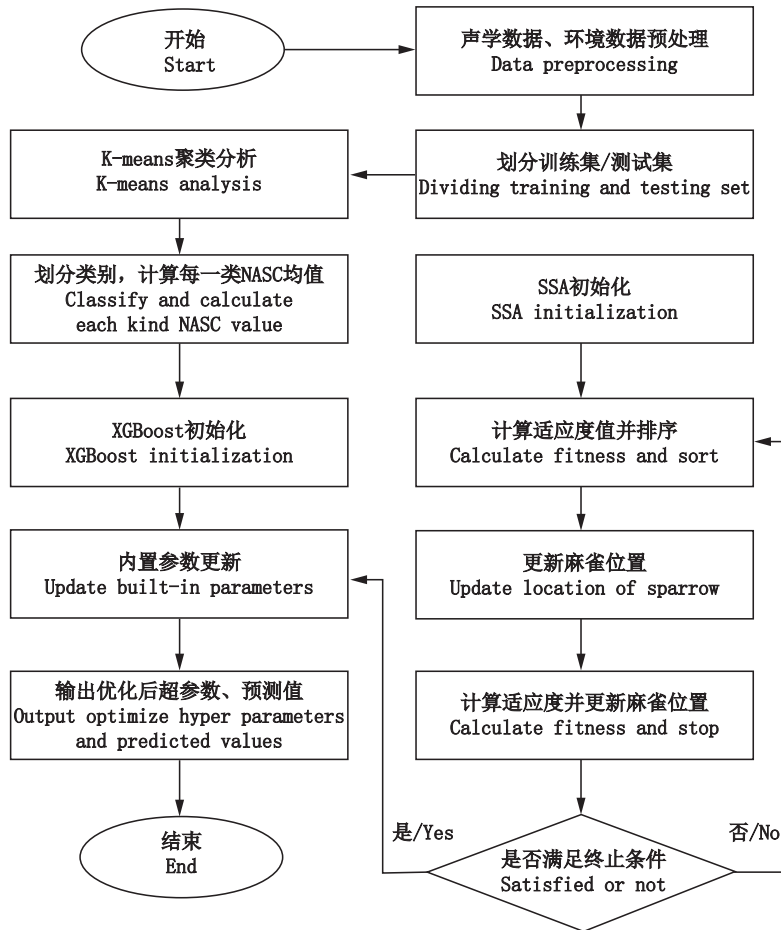 开始
Start
声学数据、环境数据预处理
Data preprocessing
K-means聚类分析
K-means analysis
划分训练集/测试集
Dividing training and testing set
划分类别，计算每一类NASC均值
Classify and calculate
each kind NASC value
SSA初始化
SSA initialization
XGBoost初始化
XGBoost initialization
计算适应度值并排序
Calculate fitness and sort
内置参数更新
Update built-in parameters
更新麻雀位置
Update location of sparrow
输出优化后超参数、预测值
Output optimize hyper parameters
and predicted values
计算适应度并更新麻雀位置
Calculate fitness and stop
结束
End
是/Yes
是否满足终止条件
Satisfied or not
否/No